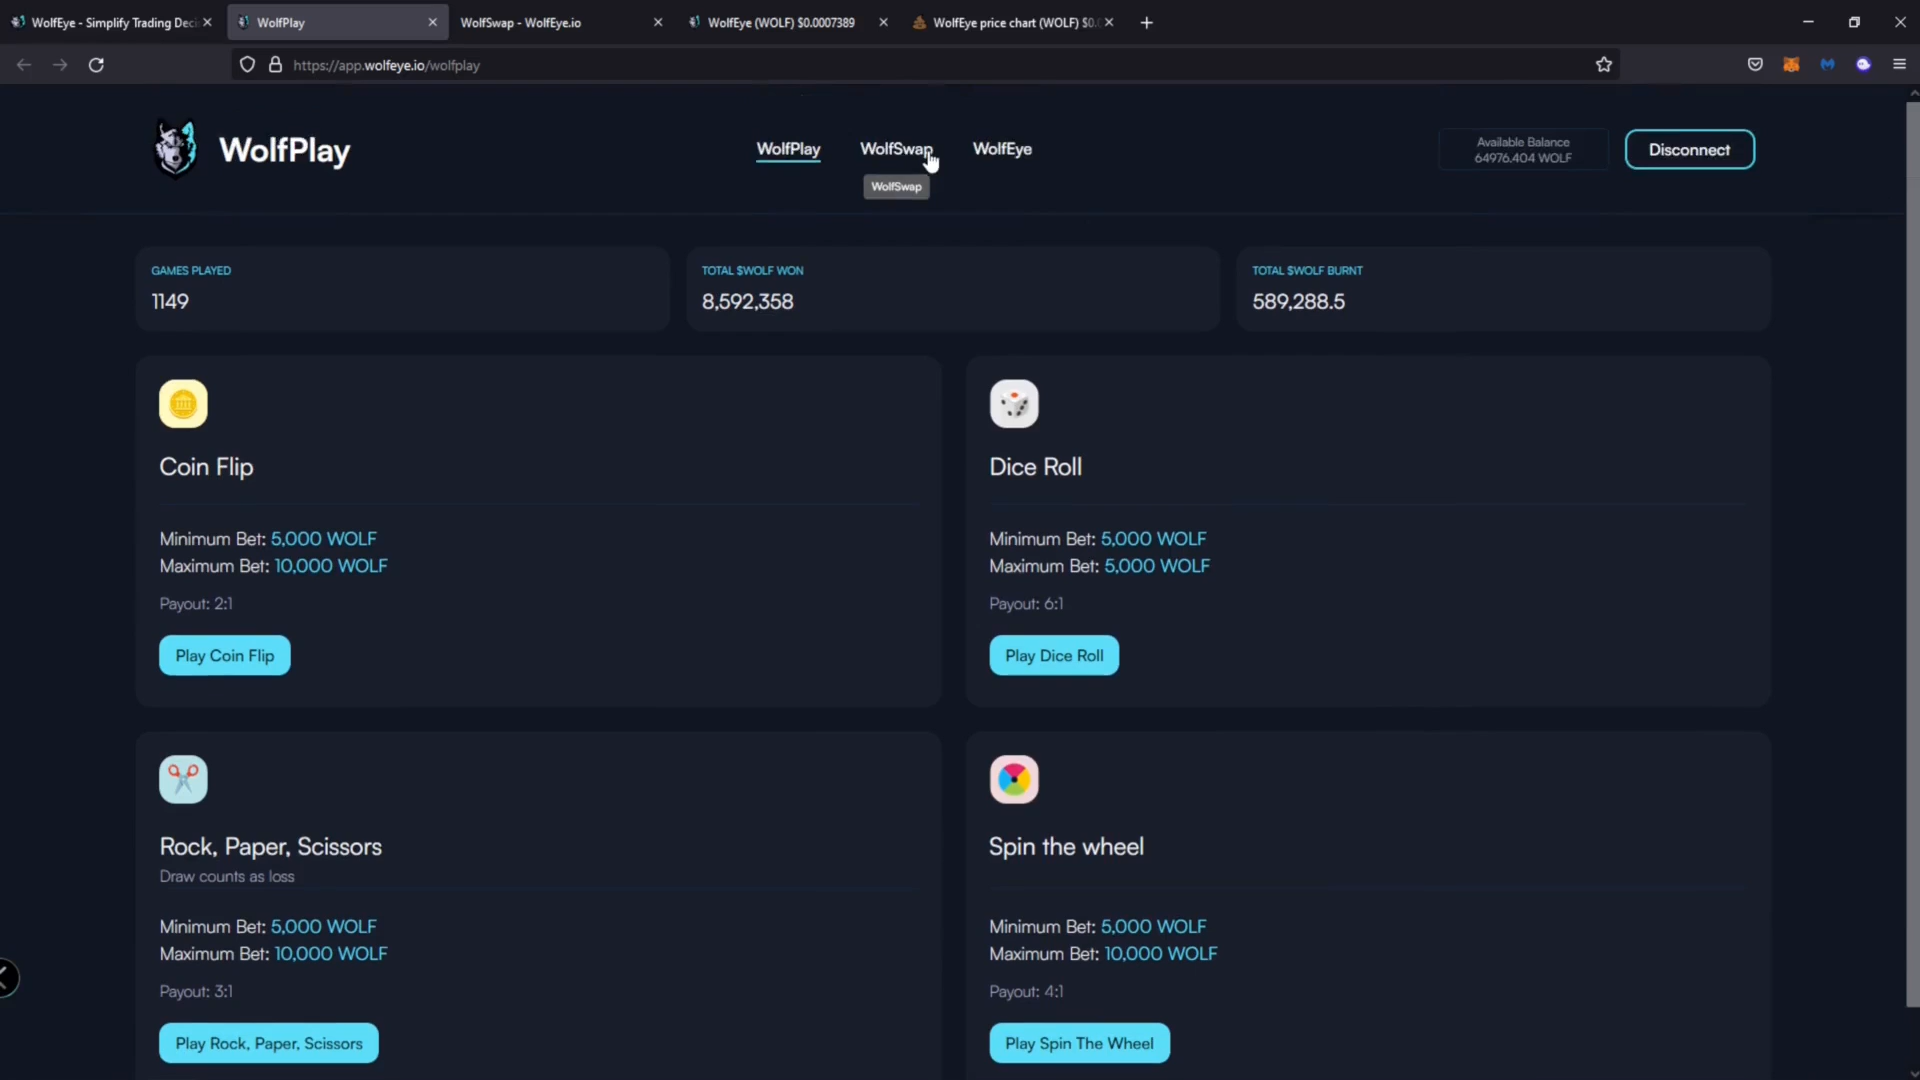 WolfEye - Simplify Trading Deci
WolfPlay
WolfSwap - WolfEye.io
WolfEye (WOLF) $0.0007389
WolfEye price chart (WOLF) $0.
https://app.wolfeye.io/wolfplay
WolfPlay
WolfPlay
WolfSwap
WolfEye
Available Balance
64976.404 WOLF
Disconnect
WolfSwap
GAMES PLAYED
1149
TOTAL $WOLF WON
8,592,358
TOTAL $WOLF BURNT
589,288.5
Coin Flip
Minimum Bet: 5,000 WOLF
Maximum Bet: 10,000 WOLF
Payout: 2:1
Play Coin Flip
Dice Roll
Minimum Bet: 5,000 WOLF
Maximum Bet: 5,000 WOLF
Payout: 6:1
Play Dice Roll
Rock, Paper, Scissors
Draw counts as loss
Minimum Bet: 5,000 WOLF
Maximum Bet: 10,000 WOLF
Payout: 3:1
Play Rock, Paper, Scissors
Spin the wheel
Minimum Bet: 5,000 WOLF
Maximum Bet: 10,000 WOLF
Payout: 4:1
Play Spin The Wheel